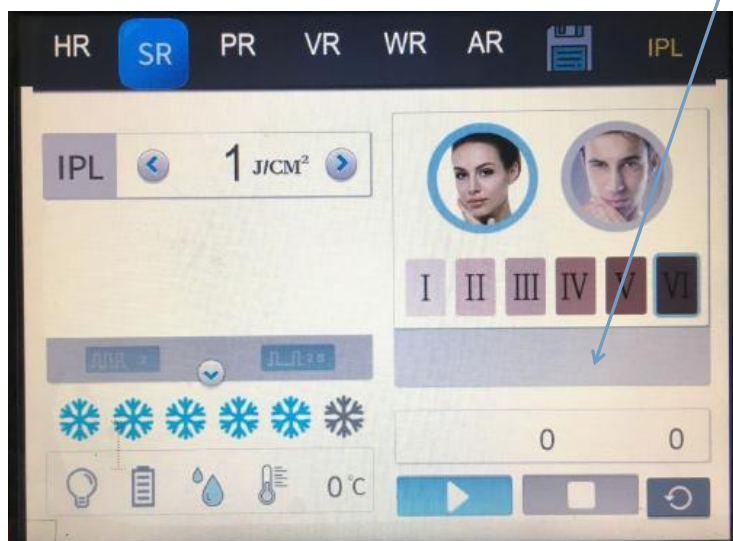 HR SR PR VR WR AR IPL
IPL 1 J/CM²
I II III IV V VI
0 0
0 °C